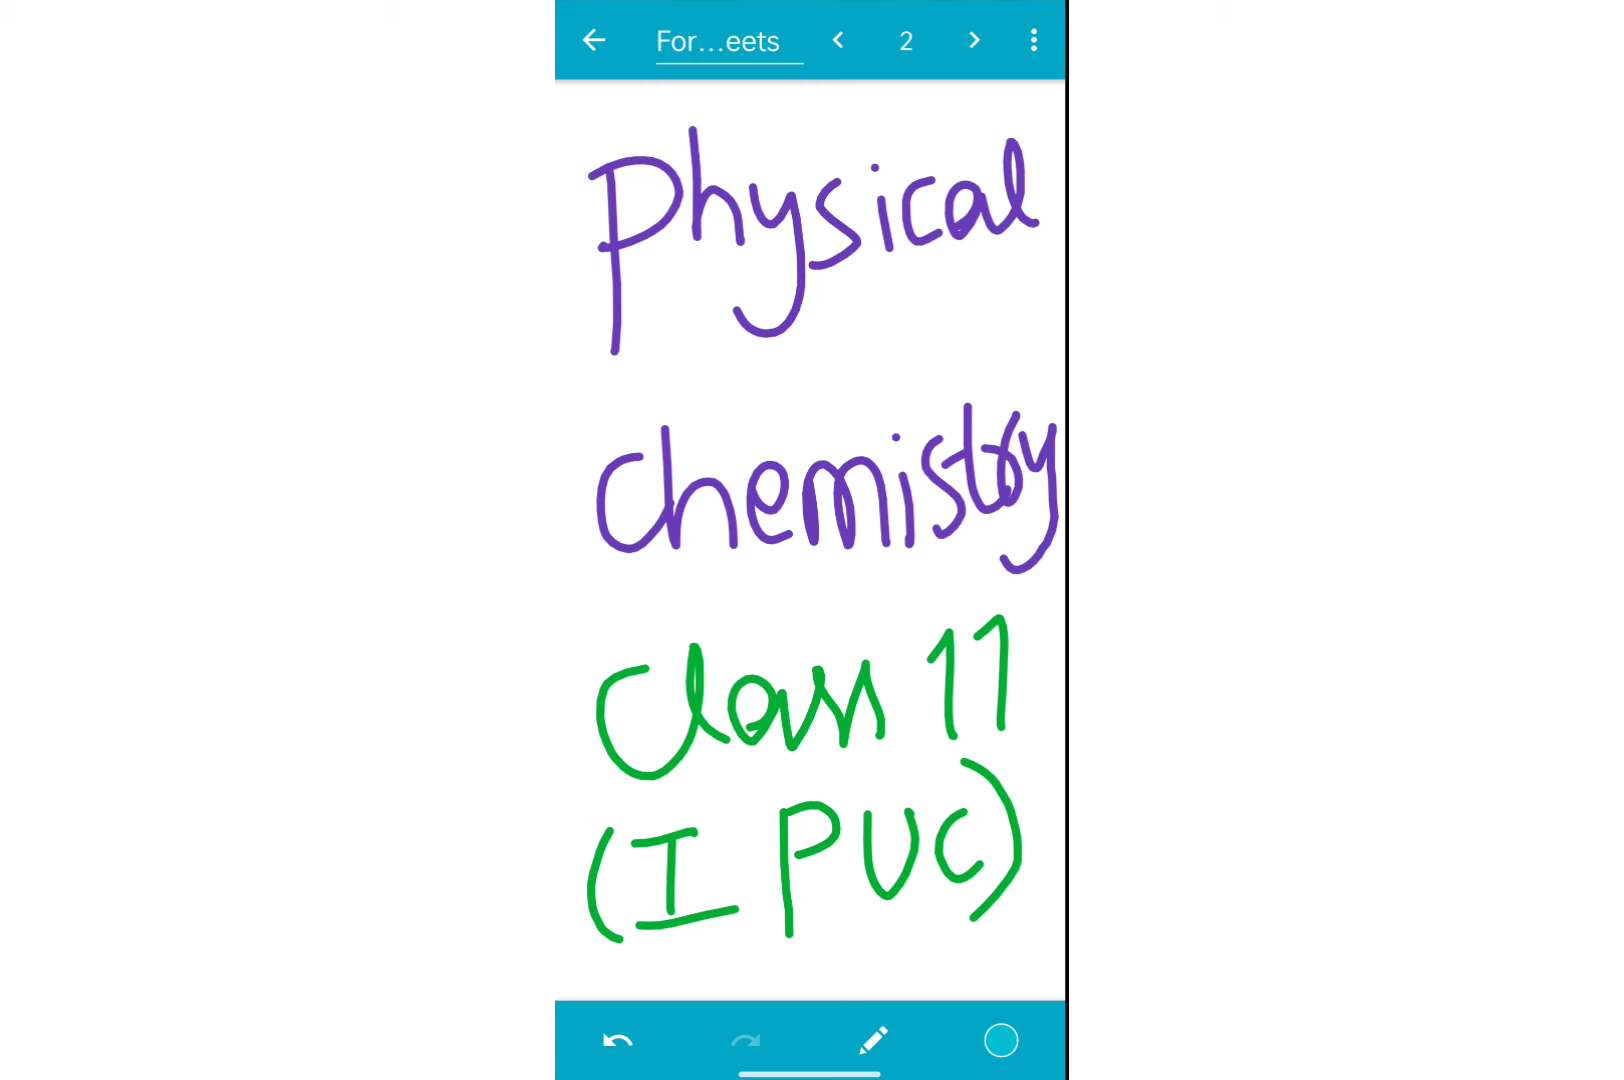 For...eets 2
Physical
Chemistry
Class 11
(I PUC)